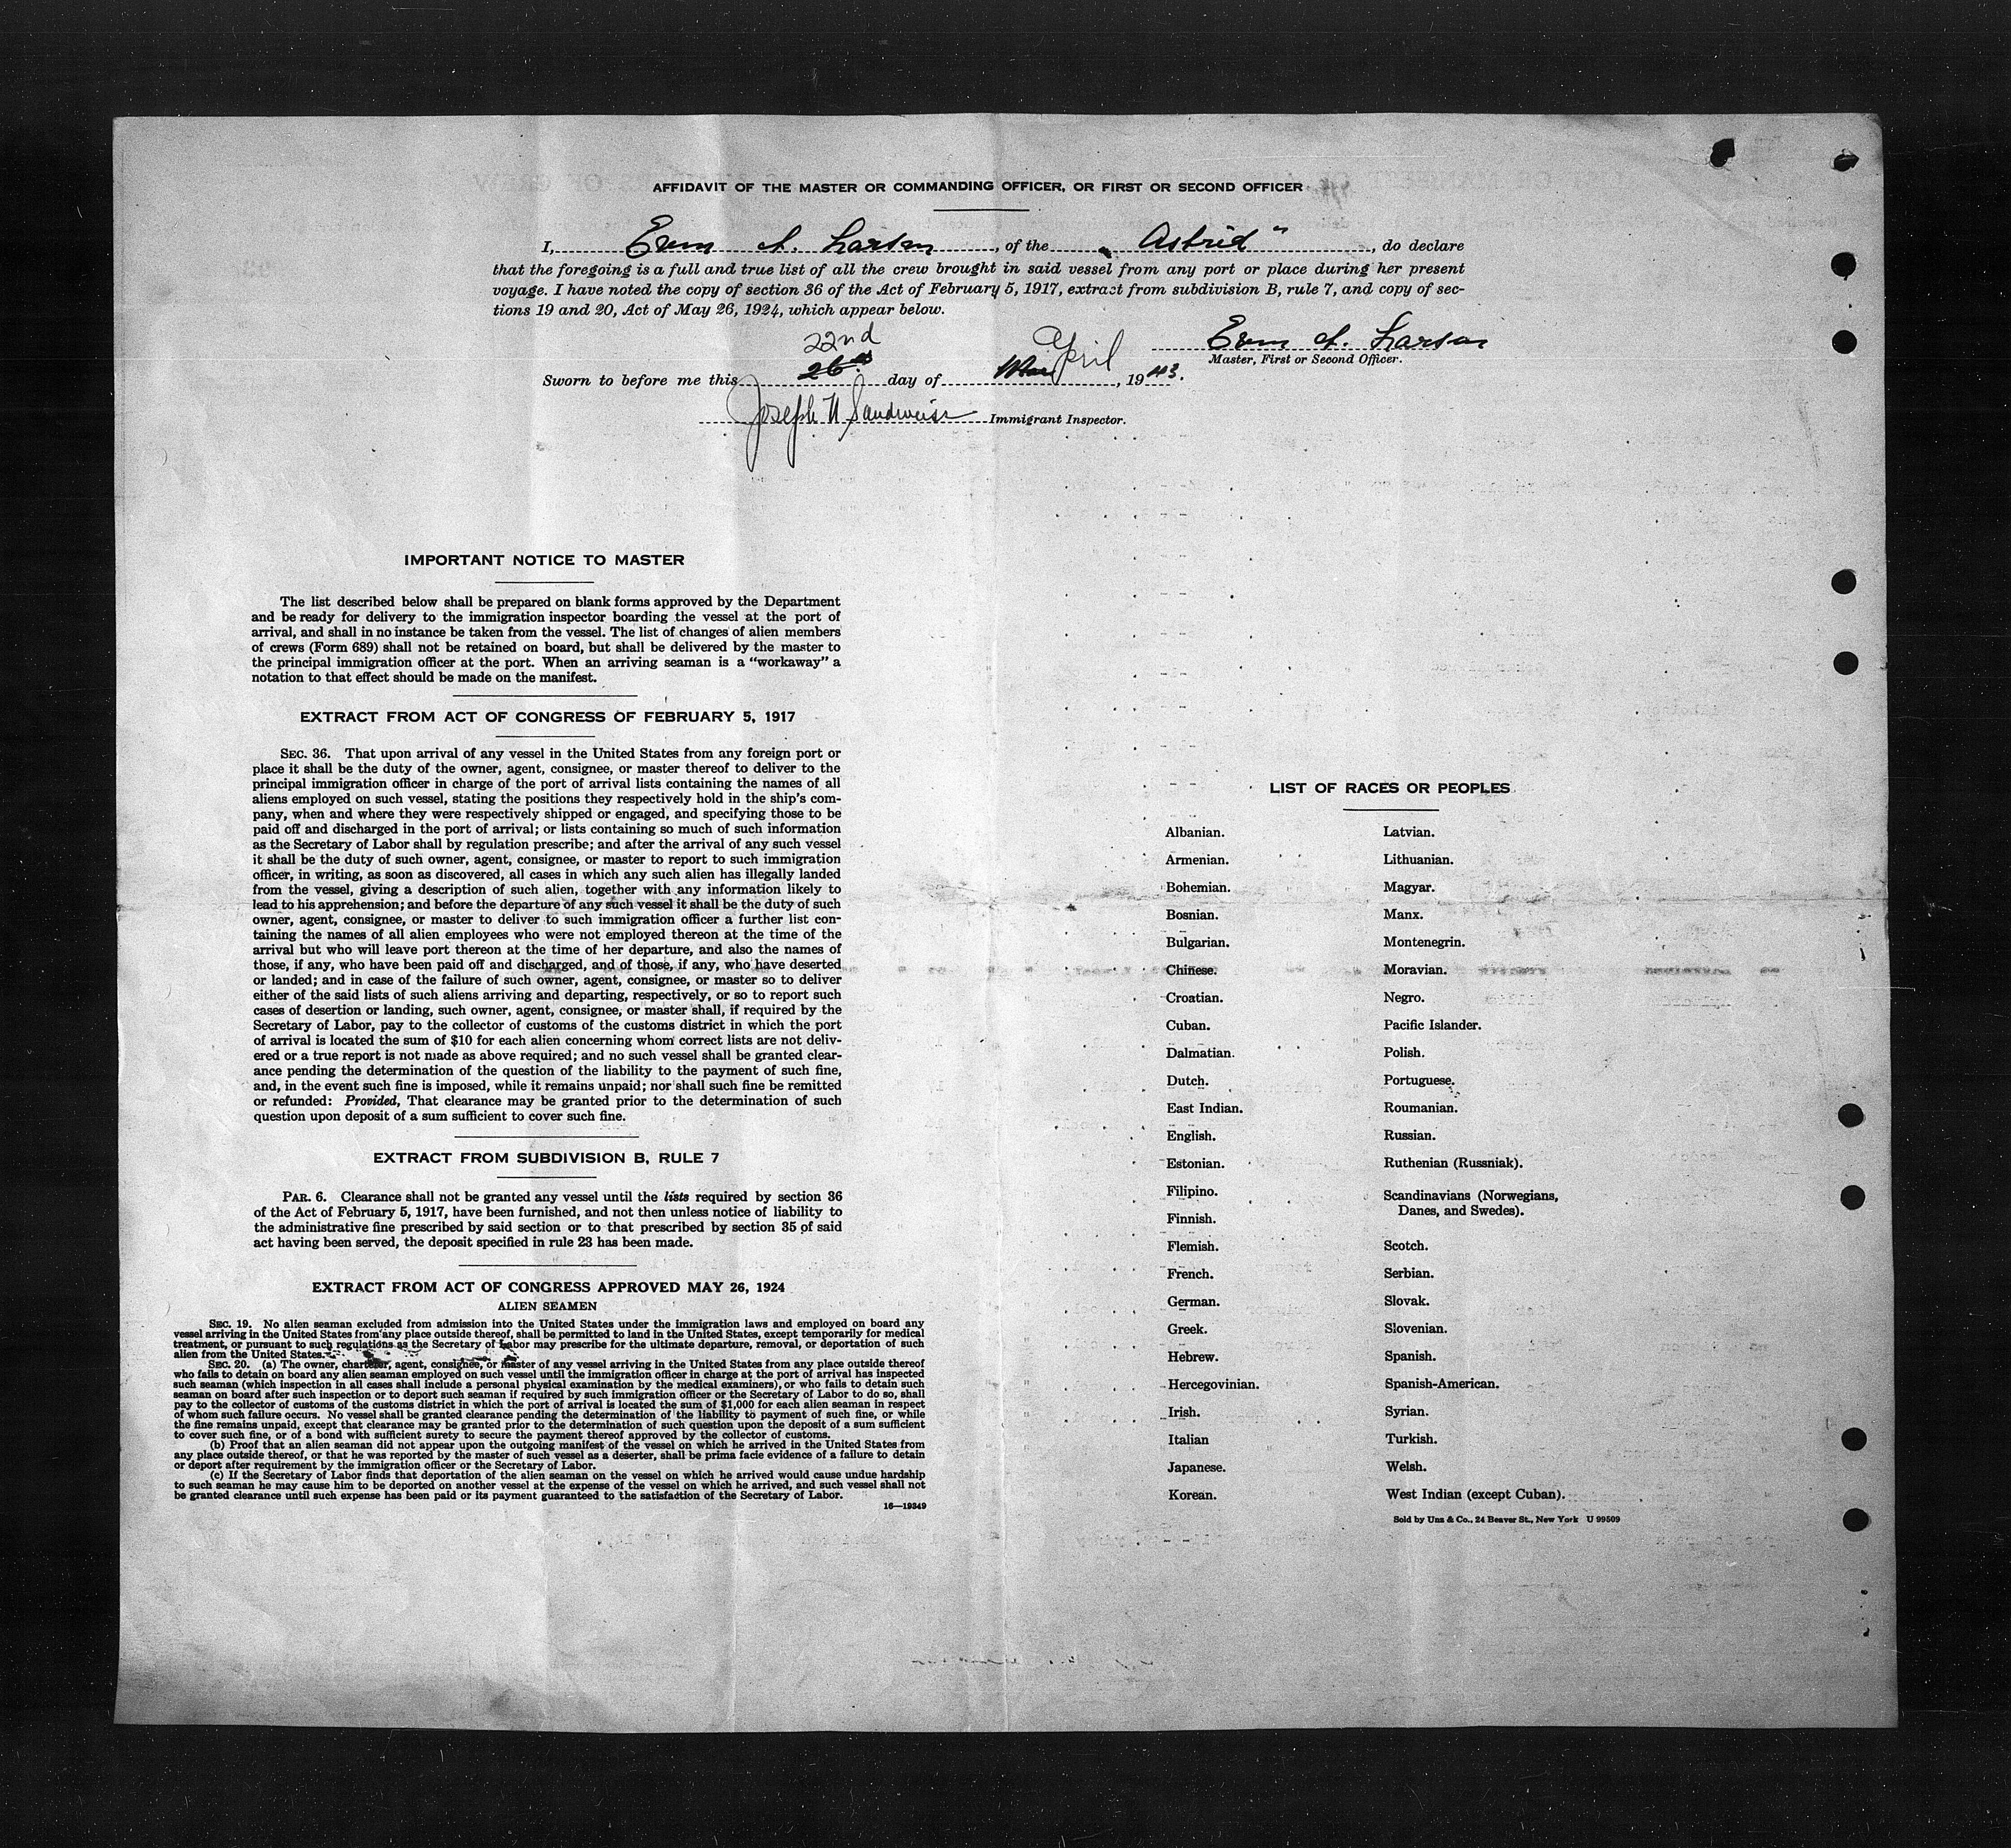 AFFIDAVIT OF THE MASTER OR COMMANDING OFFICER, OR FIRST OR SECOND OFFICER
I, A. Larsen, of the "Astrid", do declare
that the foregoing is a full and true list of all the crew brought in said vessel from any port or place during her present
voyage. I have noted the copy of section 36 of the Act of February 5, 1917, extract from subdivision B, rule 7, and copy of sec-
tions 19 and 20, Act of May 26, 1924, which appear below.
A. Larsen
Master, First or Second Officer.
22nd April
Sworn to before me this 26th day of Mar, 1943.
Joseph N Sandweiss Immigrant Inspector.
IMPORTANT NOTICE TO MASTER
The list described below shall be prepared on blank forms approved by the Department
and be ready for delivery to the immigration inspector boarding the vessel at the port of
arrival, and shall in no instance be taken from the vessel. The list of changes of alien members
of crews (Form 689) shall not be retained on board, but shall be delivered by the master to
the principal immigration officer at the port. When an arriving seaman is a "workaway" a
notation to that effect should be made on the manifest.
EXTRACT FROM ACT OF CONGRESS OF FEBRUARY 5, 1917
SEC. 36. That upon arrival of any vessel in the United States from any foreign port or
place it shall be the duty of the owner, agent, consignee, or master thereof to deliver to the
principal immigration officer in charge of the port of arrival lists containing the names of all
aliens employed on such vessel, stating the positions they respectively hold in the ship's com-
pany, when and where they were respectively shipped or engaged, and specifying those to be
paid off and discharged in the port of arrival; or lists containing so much of such information
as the Secretary of Labor shall by regulation prescribe; and after the arrival of any such vessel
it shall be the duty of such owner, agent, consignee, or master to report to such immigration
officer, in writing, as soon as discovered, all cases in which any such alien has illegally landed
from the vessel, giving a description of such alien, together with any information likely to
lead to his apprehension; and before the departure of any such vessel it shall be the duty of such
owner, agent, consignee, or master to deliver to such immigration officer a further list con-
taining the names of all alien employees who were not employed thereon at the time of the
arrival but who will leave port thereon at the time of her departure, and also the names of
those, if any, who have been paid off and discharged, and of those, if any, who have deserted
or landed; and in case of the failure of such owner, agent, consignee, or master so to deliver
either of the said lists of such aliens arriving and departing, respectively, or so to report such
cases of desertion or landing, such owner, agent, consignee, or master shall, if required by the
Secretary of Labor, pay to the collector of customs of the customs district in which the port
of arrival is located the sum of $10 for each alien concerning whom correct lists are not deliv-
ered or a true report is not made as above required; and no such vessel shall be granted clear-
ance pending the determination of the question of the liability to the payment of such fine,
and, in the event such fine is imposed, while it remains unpaid; nor shall such fine be remitted
or refunded: Provided, That clearance may be granted prior to the determination of such
question upon deposit of a sum sufficient to cover such fine.
EXTRACT FROM SUBDIVISION B, RULE 7
PAR. 6. Clearance shall not be granted any vessel until the lists required by section 36
of the Act of February 5, 1917, have been furnished, and not then unless notice of liability to
the administrative fine prescribed by said section or to that prescribed by section 35 of said
act having been served, the deposit specified in rule 23 has been made.
EXTRACT FROM ACT OF CONGRESS APPROVED MAY 26, 1924
ALIEN SEAMEN
SEC. 19. No alien seaman excluded from admission into the United States under the immigration laws and employed on board any
vessel arriving in the United States from any place outside thereof, shall be permitted to land in the United States, except temporarily for medical
treatment, or pursuant to such regulations as the Secretary of Labor may prescribe for the ultimate departure, removal, or deportation of such
alien from the United States.
SEC. 20. (a) The owner, charterer, agent, consignee, or master of any vessel arriving in the United States from any place outside thereof
who fails to detain on board any alien seaman employed on such vessel until the immigration officer in charge at the port of arrival has inspected
such seaman (which inspection in all cases shall include a personal physical examination by the medical examiners), or who fails to detain such
seaman on board after such inspection or to deport such seaman if required by such immigration officer or the Secretary of Labor to do so, shall
pay to the collector of customs of the customs district in which the port of arrival is located the sum of $1,000 for each alien seaman in respect
of whom such failure occurs. No vessel shall be granted clearance pending the determination of the liability to payment of such fine, or while
the fine remains unpaid, except that clearance may be granted prior to the determination of such question upon the deposit of a sum sufficient
to cover such fine, or of a bond with sufficient surety to secure the payment thereof approved by the collector of customs.
(b) Proof that an alien seaman did not appear upon the outgoing manifest of the vessel on which he arrived in the United States from
any place outside thereof, or that he was reported by the master of such vessel as a deserter, shall be prima facie evidence of a failure to detain
or deport after requirement by the immigration officer or the Secretary of Labor.
(c) If the Secretary of Labor finds that deportation of the alien seaman on the vessel on which he arrived would cause undue hardship
to such seaman he may cause him to be deported on another vessel at the expense of the vessel on which he arrived, and such vessel shall not
be granted clearance until such expense has been paid or its payment guaranteed to the satisfaction of the Secretary of Labor.
16—19349
LIST OF RACES OR PEOPLES
Albanian.
Armenian.
Bohemian.
Bosnian.
Bulgarian.
Chinese.
Croatian.
Cuban.
Dalmatian.
Dutch.
East Indian.
English.
Estonian.
Filipino.
Finnish.
Flemish.
French.
German.
Greek.
Hebrew.
Hercegovinian.
Irish.
Italian
Japanese.
Korean.
Latvian.
Lithuanian.
Magyar.
Manx.
Montenegrin.
Moravian.
Negro.
Pacific Islander.
Polish.
Portuguese.
Roumanian.
Russian.
Ruthenian (Russniak).
Scandinavians (Norwegians,
Danes, and Swedes).
Scotch.
Serbian.
Slovak.
Slovenian.
Spanish.
Spanish-American.
Syrian.
Turkish.
Welsh.
West Indian (except Cuban).
Sold by Unz & Co., 24 Beaver St., New York U 99509